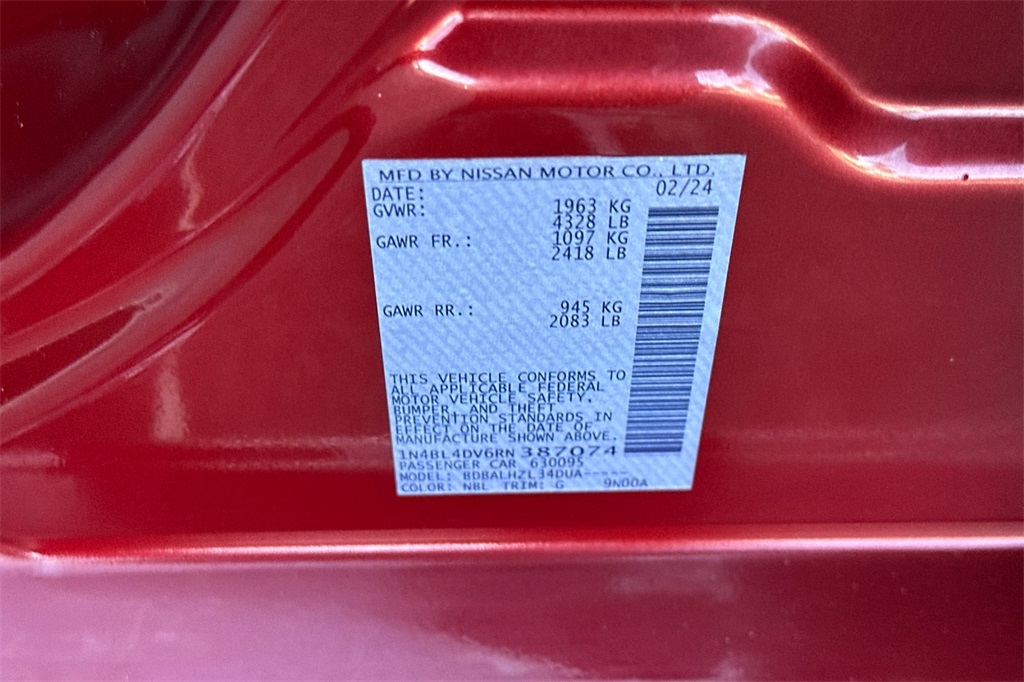 MFD BY NISSAN MOTOR CO., LTD.
DATE: 02/24
GVWR: 1963 KG
4328 LB
GAWR FR.: 1097 KG
2418 LB
GAWR RR.: 945 KG
2083 LB
THIS VEHICLE CONFORMS TO
ALL APPLICABLE FEDERAL
MOTOR VEHICLE SAFETY,
BUMPER, AND THEFT
PREVENTION STANDARDS IN
EFFECT ON THE DATE OF
MANUFACTURE SHOWN ABOVE.
1N4BL4DV6RN 387074
PASSENGER CAR 630095
MODEL: BDBALHZL34DUA-----
COLOR: NBL TRIM: G 9N00A